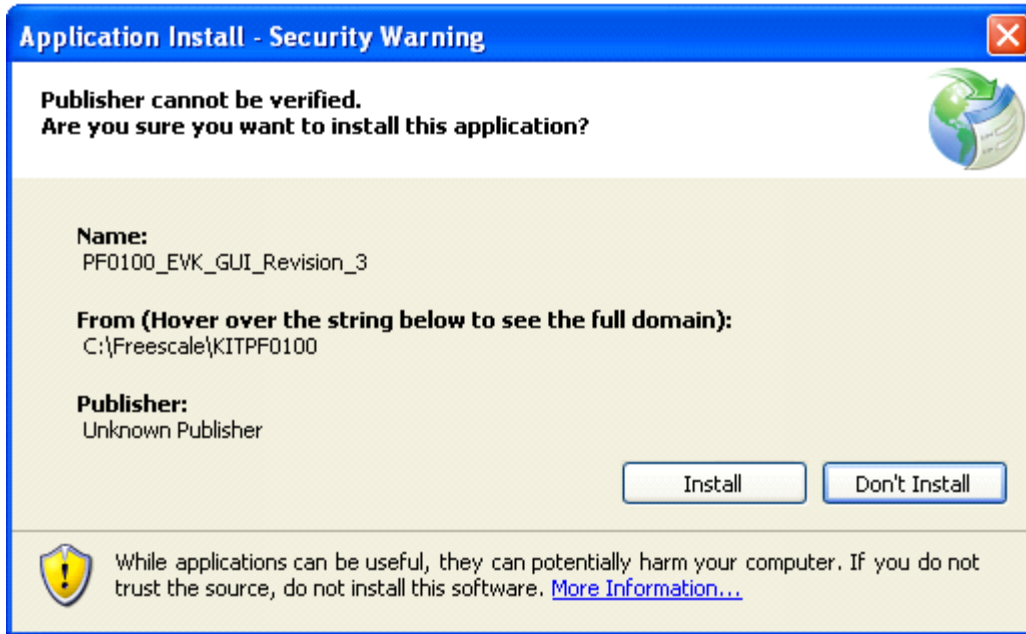 Application Install - Security Warning
Publisher cannot be verified.
Are you sure you want to install this application?
Name:
PF0100_EVK_GUI_Revision_3
From (Hover over the string below to see the full domain):
C:\Freescale\KITPF0100
Publisher:
Unknown Publisher
Install Don't Install
While applications can be useful, they can potentially harm your computer. If you do not
trust the source, do not install this software. More Information...